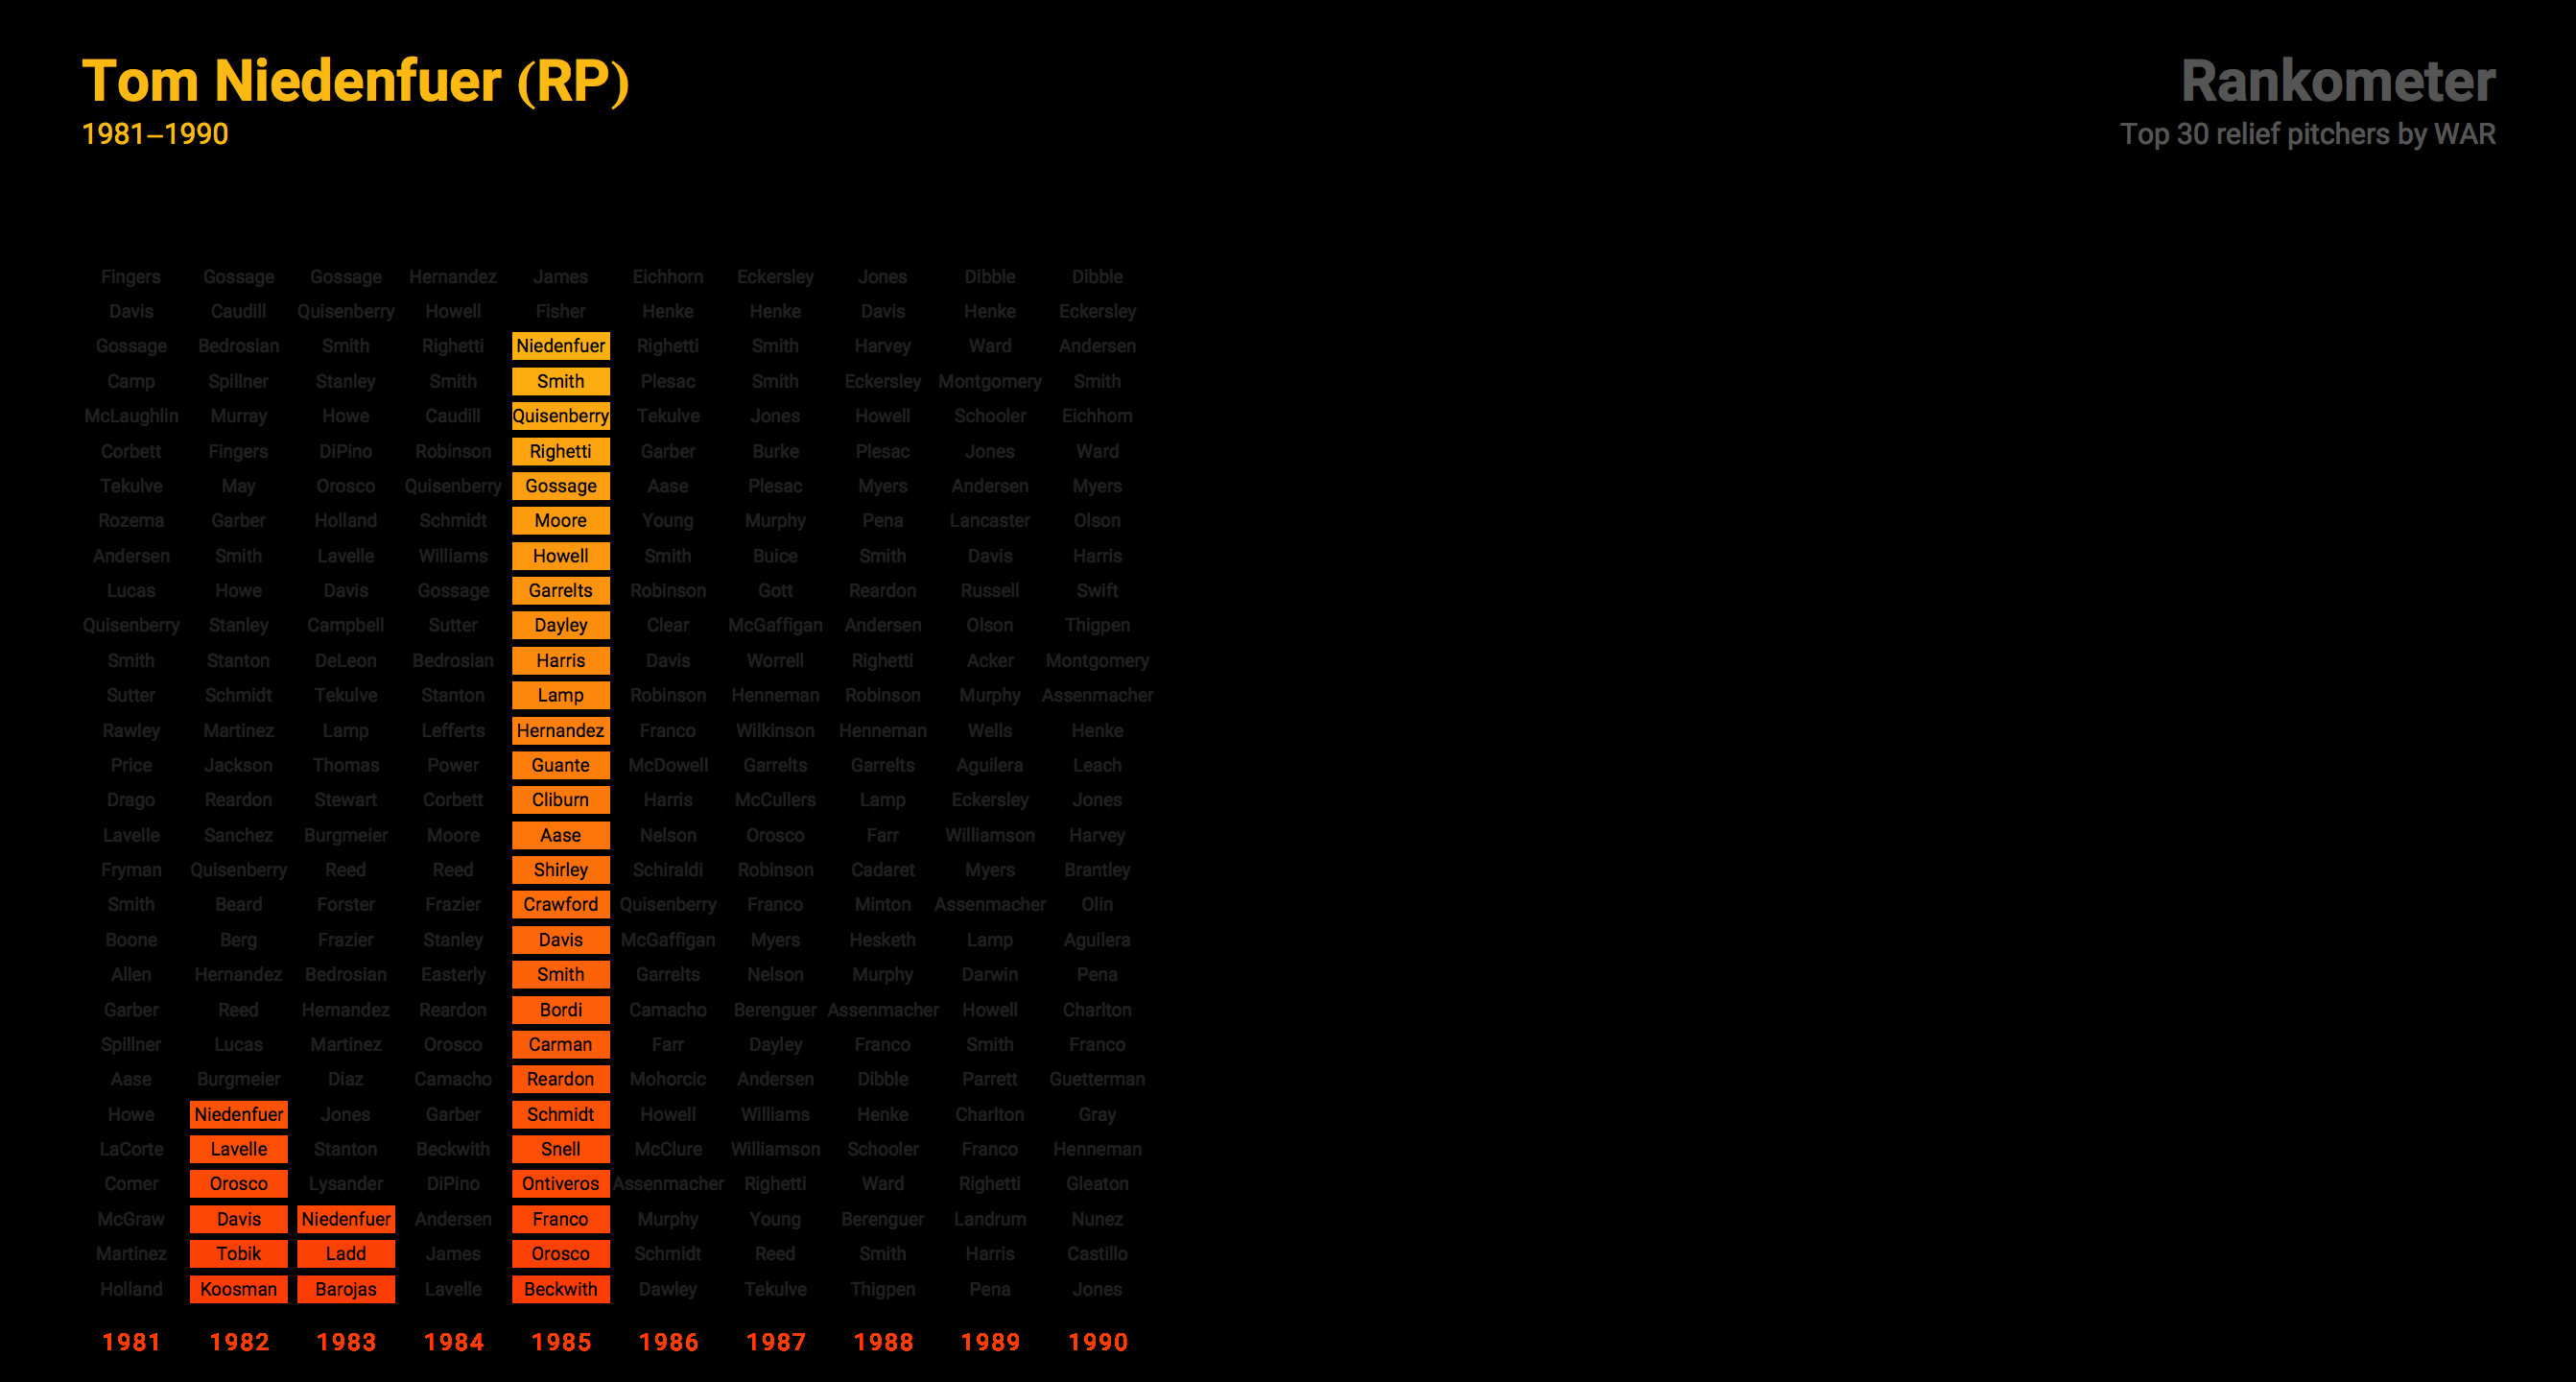 Tom Niedenfuer (RP)
1981–1990
Rankometer
Top 30 relief pitchers by WAR
Fingers Gossage Gossage Hernandez James Eichhorn Eckersley Jones Dibble Dibble
Davis Caudill Quisenberry Howell Fisher Henke Henke Davis Henke Eckersley
Gossage Bedrosian Smith Righetti Niedenfuer Righetti Smith Harvey Ward Andersen
Camp Spillner Stanley Smith Smith Plesac Smith Eckersley Montgomery Smith
McLaughlin Murray Howe Caudill Quisenberry Tekulve Jones Howell Schooler Eichhorn
Corbett Fingers DiPino Robinson Righetti Garber Burke Plesac Jones Ward
Tekulve May Orosco Quisenberry Gossage Aase Plesac Myers Andersen Myers
Rozema Garber Holland Schmidt Moore Young Murphy Pena Lancaster Olson
Andersen Smith Lavelle Williams Howell Smith Buice Smith Davis Harris
Lucas Howe Davis Gossage Garrelts Robinson Gott Reardon Russell Swift
Quisenberry Stanley Campbell Sutter Dayley Clear McGaffigan Andersen Olson Thigpen
Smith Stanton DeLeon Bedrosian Harris Davis Worrell Righetti Acker Montgomery
Sutter Schmidt Tekulve Stanton Lamp Robinson Henneman Robinson Murphy Assenmacher
Rawley Martinez Lamp Lefferts Hernandez Franco Wilkinson Henneman Wells Henke
Price Jackson Thomas Power Guante McDowell Garrelts Garrelts Aguilera Leach
Drago Reardon Stewart Corbett Cliburn Harris McCullers Lamp Eckersley Jones
Lavelle Sanchez Burgmeier Moore Aase Nelson Orosco Farr Williamson Harvey
Fryman Quisenberry Reed Reed Shirley Schiraldi Robinson Cadaret Myers Brantley
Smith Beard Forster Frazier Crawford Quisenberry Franco Minton Assenmacher Olin
Boone Berg Frazier Stanley Davis McGaffigan Myers Hesketh Lamp Aguilera
Allen Hernandez Bedrosian Easterly Smith Garrelts Nelson Murphy Darwin Pena
Garber Reed Hernandez Reardon Bordi Camacho Berenguer Assenmacher Howell Charlton
Spillner Lucas Martinez Orosco Carman Farr Dayley Franco Smith Franco
Aase Burgmeier Diaz Camacho Reardon Mohorcic Andersen Dibble Parrett Guetterman
Howe Niedenfuer Jones Garber Schmidt Howell Williams Henke Charlton Gray
LaCorte Lavelle Stanton Beckwith Snell McClure Williamson Schooler Franco Henneman
Comer Orosco Lysander DiPino Ontiveros Assenmacher Righetti Ward Righetti Gleaton
McGraw Davis Niedenfuer Andersen Franco Murphy Young Berenguer Landrum Nunez
Martinez Tobik Ladd James Orosco Schmidt Reed Smith Harris Castillo
Holland Koosman Barojas Lavelle Beckwith Dawley Tekulve Thigpen Pena Jones
1981 1982 1983 1984 1985 1986 1987 1988 1989 1990